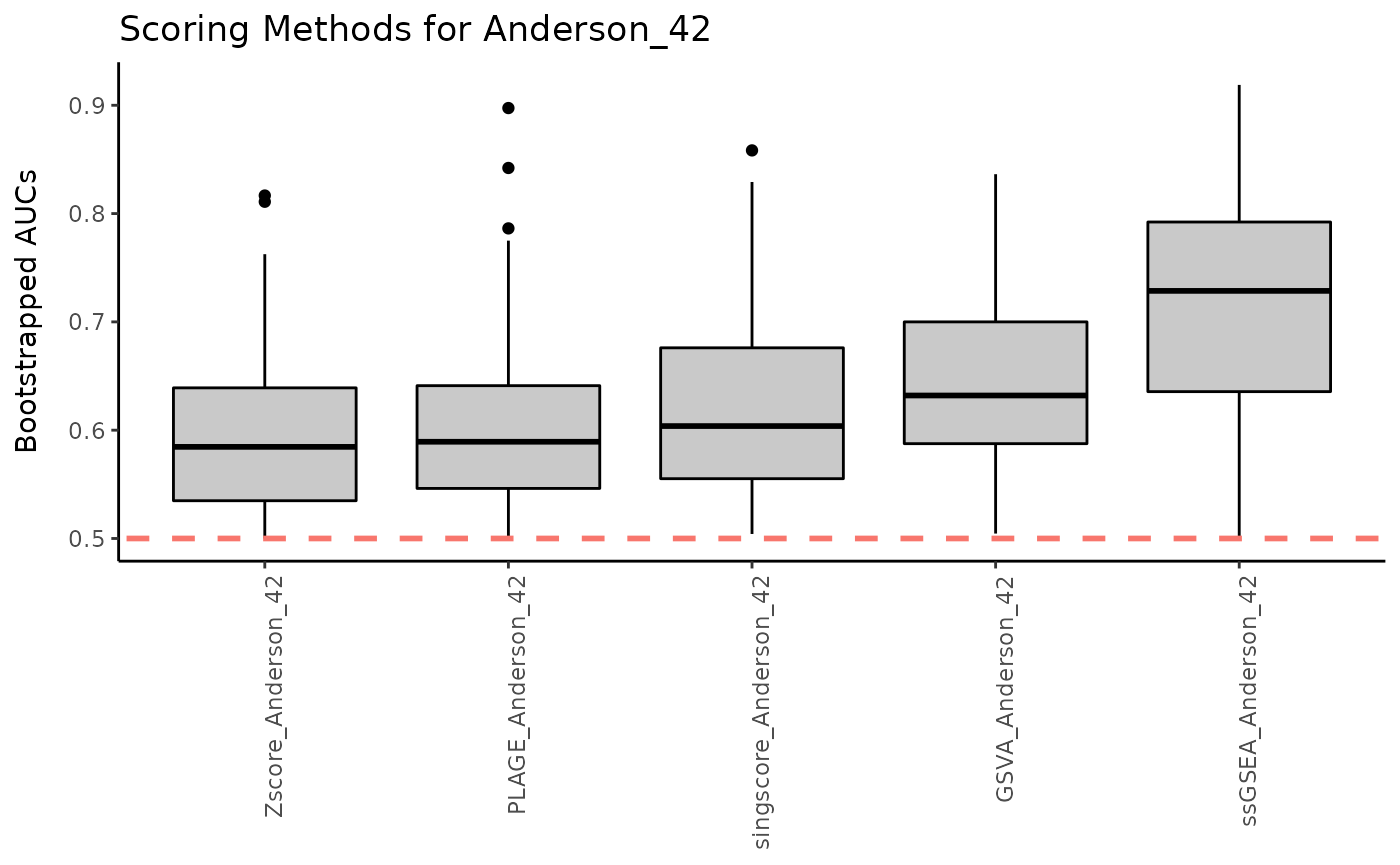 Scoring Methods for Anderson_42
Bootstrapped AUCs
0.9
0.8
0.7
0.6
0.5
Zscore_Anderson_42
PLAGE_Anderson_42
singscore_Anderson_42
GSVA_Anderson_42
ssGSEA_Anderson_42